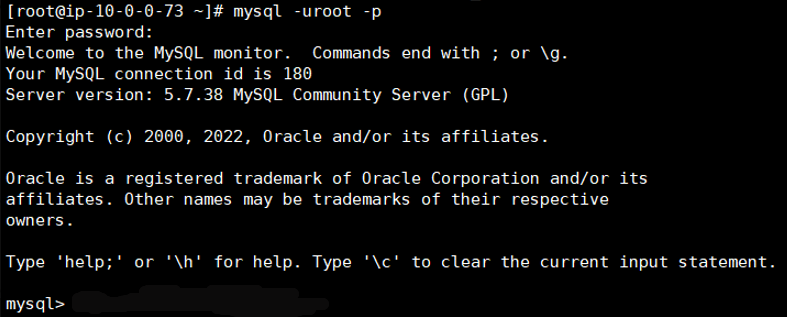 [root@ip-10-0-0-73 ~]# mysql -uroot -p
Enter password:
Welcome to the MySQL monitor.  Commands end with ; or \g.
Your MySQL connection id is 180
Server version: 5.7.38 MySQL Community Server (GPL)
Copyright (c) 2000, 2022, Oracle and/or its affiliates.
Oracle is a registered trademark of Oracle Corporation and/or its
affiliates. Other names may be trademarks of their respective
owners.
Type 'help;' or '\h' for help. Type '\c' to clear the current input statement.
mysql>